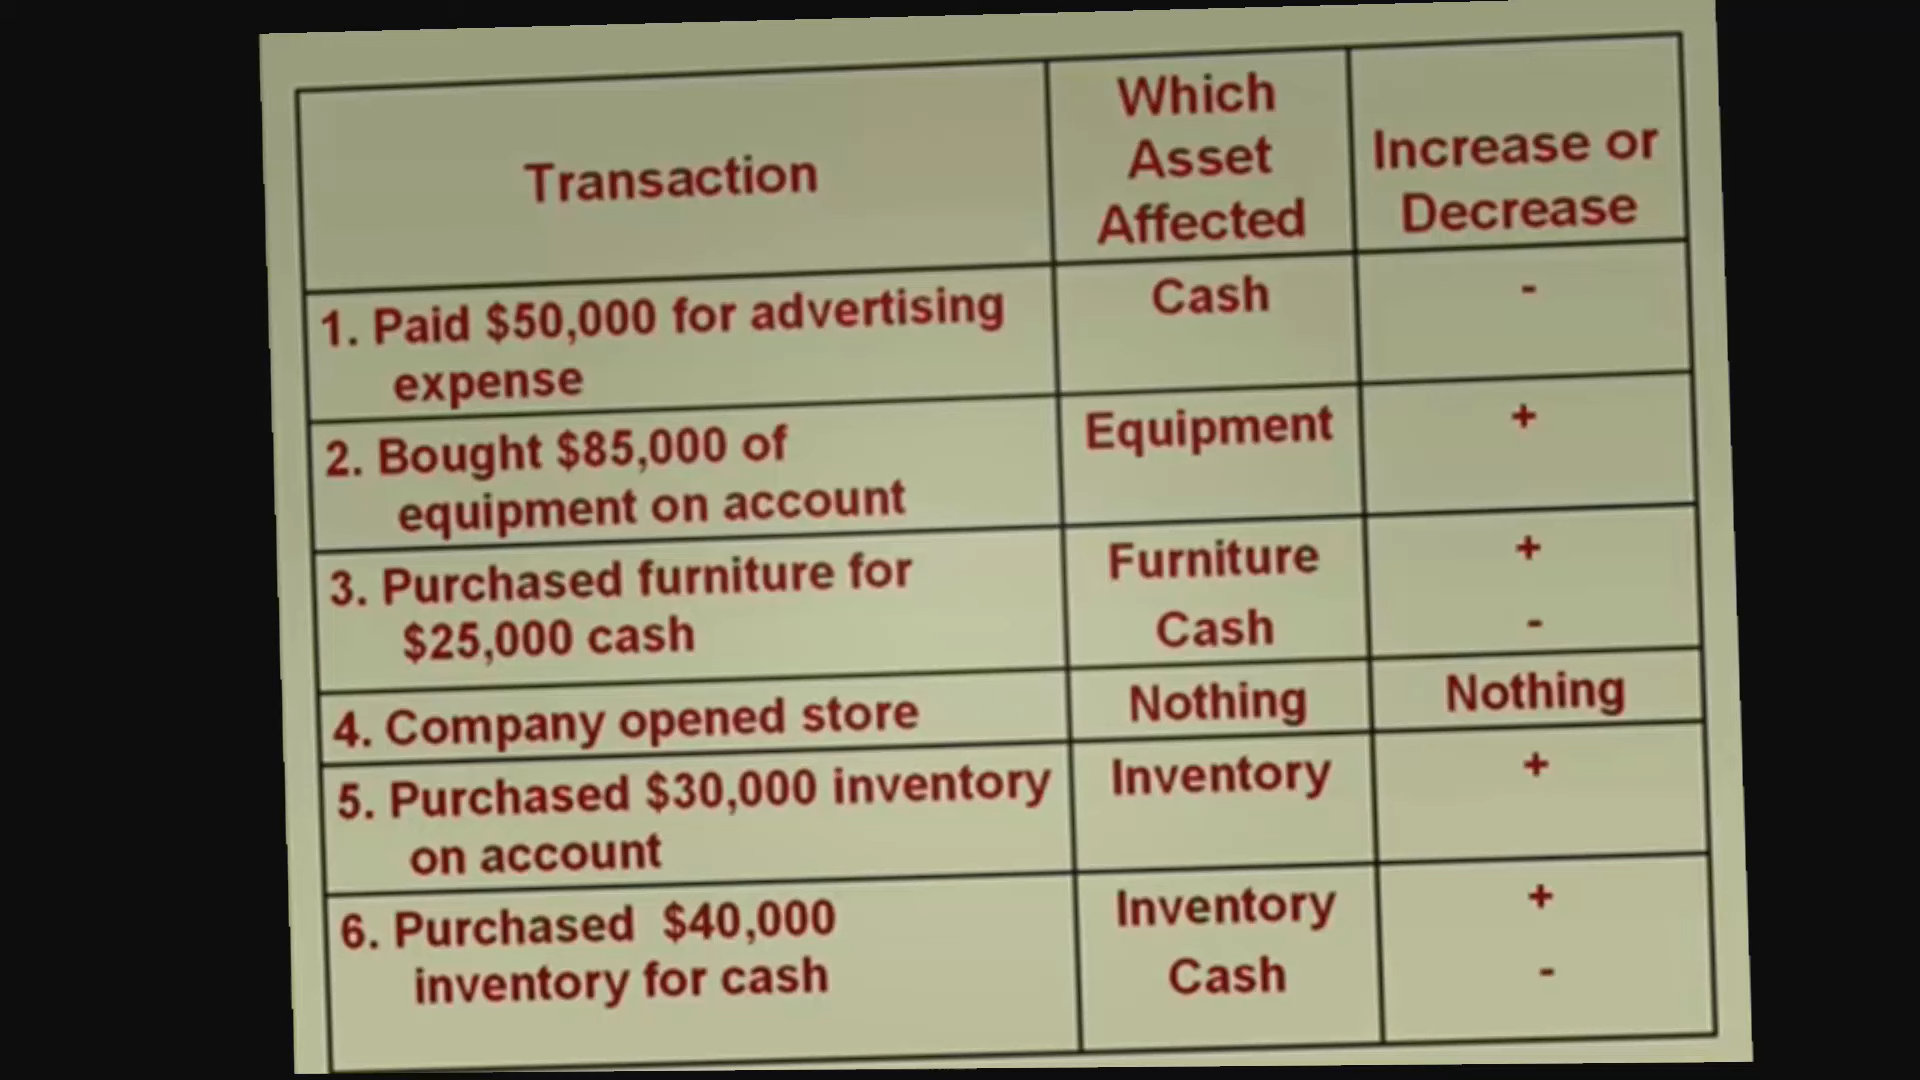 Transaction
Which
Asset
Affected
Increase or
Decrease
1. Paid $50,000 for advertising
expense
Cash
-
2. Bought $85,000 of
equipment on account
Equipment
+
3. Purchased furniture for
$25,000 cash
Furniture
+
Cash
-
4. Company opened store
Nothing
Nothing
5. Purchased $30,000 inventory
on account
Inventory
+
6. Purchased $40,000
inventory for cash
Inventory
+
Cash
-